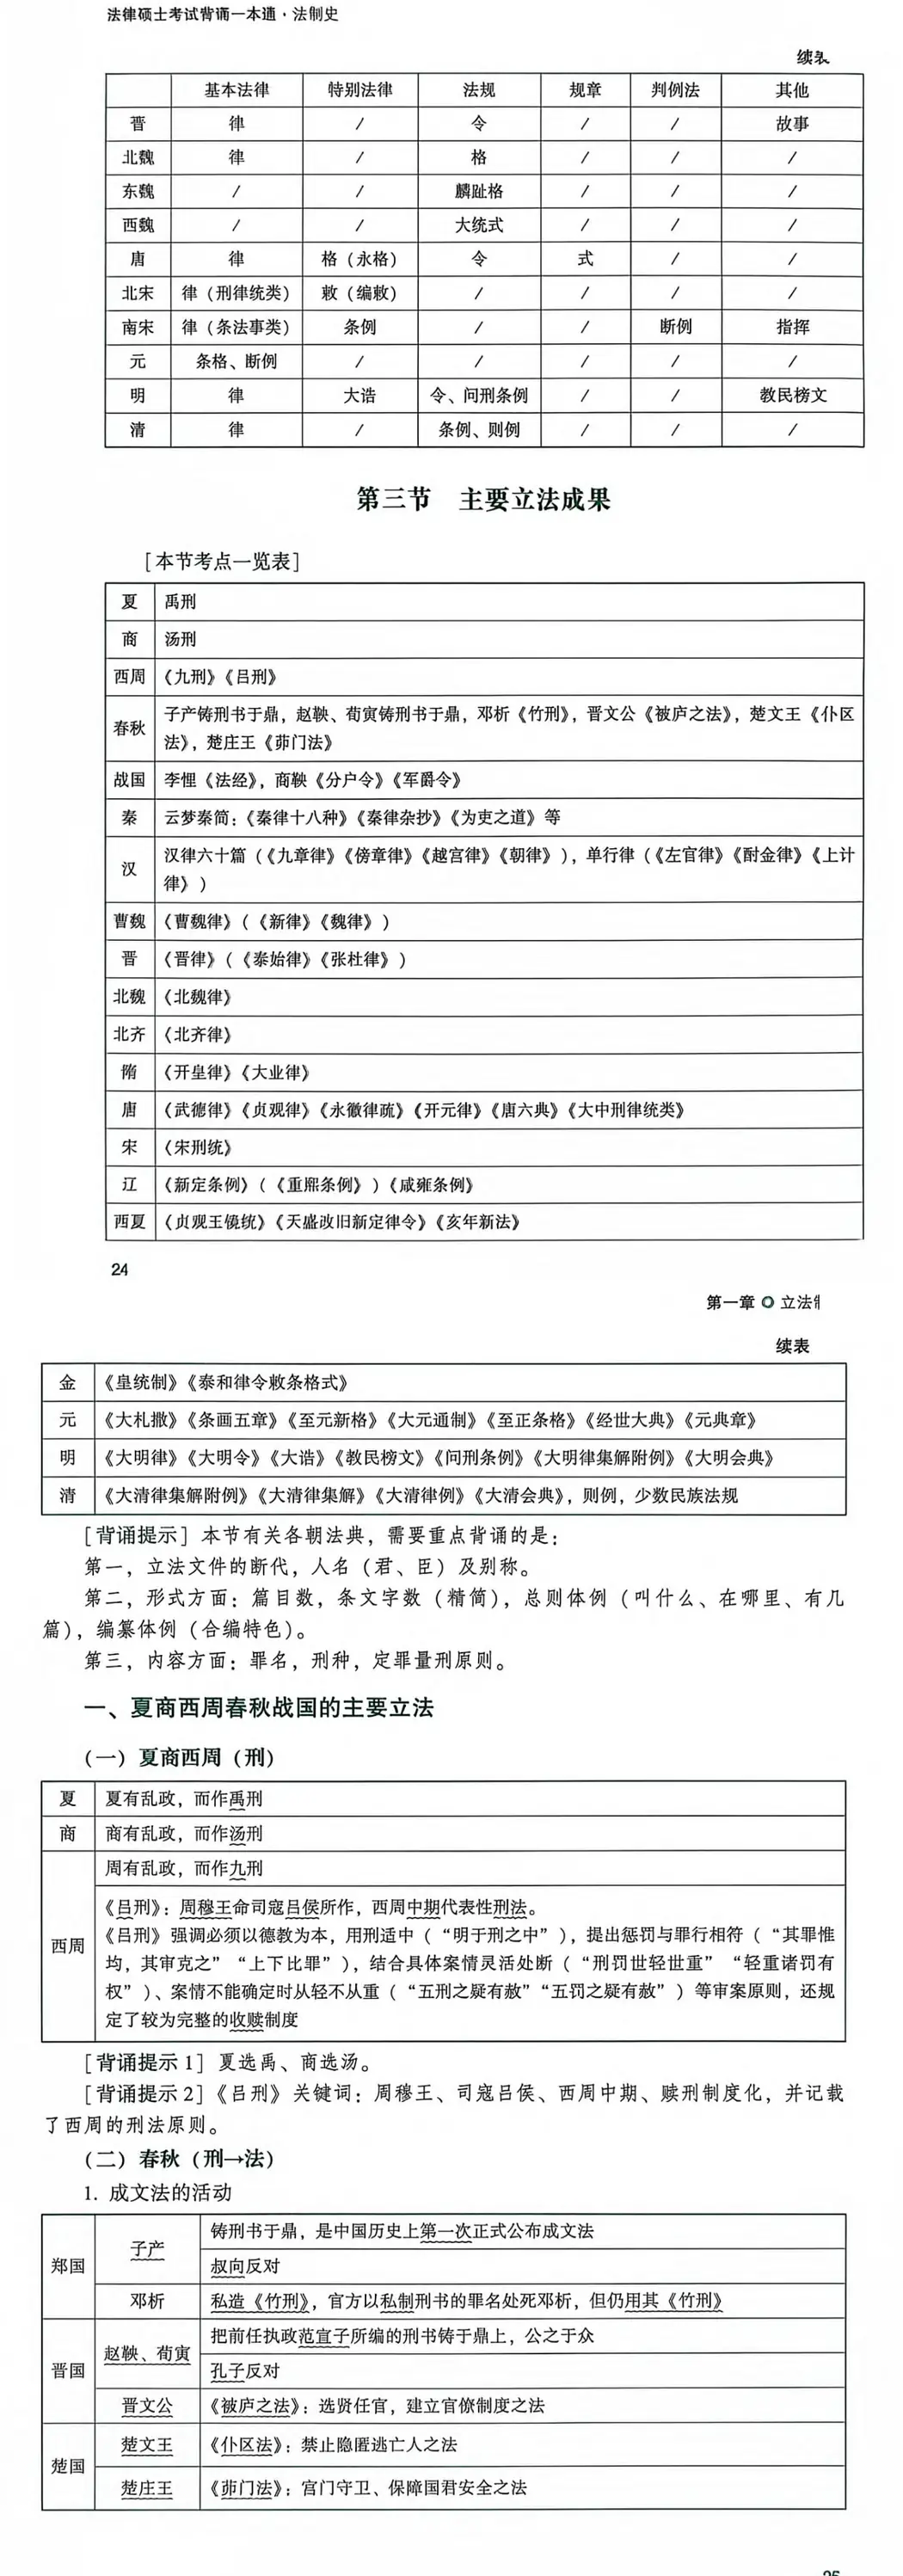 法律硕士考试背诵一本通·法制史
续表
基本法律 特别法律 法规 规章 判例法 其他
晋 律 / 令 / / 故事
北魏 律 / 格 / / /
东魏 / / 麟趾格 / / /
西魏 / / 大统式 / / /
唐 律 格（永格） 令 式 / /
北宋 律（刑律统类） 敕（编敕） / / / /
南宋 律（条法事类） 条例 / / 断例 指挥
元 条格、断例 / / / / /
明 律 大诰 令、问刑条例 / / 教民榜文
清 律 / 条例、则例 / / /
第三节 主要立法成果
［本节考点一览表］
夏 禹刑
商 汤刑
西周 《九刑》《吕刑》
春秋 子产铸刑书于鼎，赵鞅、荀寅铸刑书于鼎，邓析《竹刑》，晋文公《被庐之法》，楚文王《仆区
法》，楚庄王《茆门法》
战国 李悝《法经》，商鞅《分户令》《军爵令》
秦 云梦秦简：《秦律十八种》《秦律杂抄》《为吏之道》等
汉 汉律六十篇（《九章律》《傍章律》《越宫律》《朝律》），单行律（《左官律》《酎金律》《上计
律》）
曹魏 《曹魏律》（《新律》《魏律》）
晋 《晋律》（《泰始律》《张杜律》）
北魏 《北魏律》
北齐 《北齐律》
隋 《开皇律》《大业律》
唐 《武德律》《贞观律》《永徽律疏》《开元律》《唐六典》《大中刑律统类》
宋 《宋刑统》
辽 《新定条例》（《重熙条例》）《咸雍条例》
西夏 《贞观玉镜统》《天盛改旧新定律令》《亥年新法》
24
第一章 ◎ 立法制
续表
金 《皇统制》《泰和律令敕条格式》
元 《大札撒》《条画五章》《至元新格》《大元通制》《至正条格》《经世大典》《元典章》
明 《大明律》《大明令》《大诰》《教民榜文》《问刑条例》《大明律集解附例》《大明会典》
清 《大清律集解附例》《大清律集解》《大清律例》《大清会典》，则例，少数民族法规
［背诵提示］本节有关各朝法典，需要重点背诵的是：
第一，立法文件的断代，人名（君、臣）及别称。
第二，形式方面：篇目数，条文字数（精简），总则体例（叫什么、在哪里、有几
篇），编纂体例（合编特色）。
第三，内容方面：罪名，刑种，定罪量刑原则。
一、夏商西周春秋战国的主要立法
（一）夏商西周（刑）
夏 夏有乱政，而作禹刑
商 商有乱政，而作汤刑
西周 周有乱政，而作九刑
《吕刑》：周穆王命司寇吕侯所作，西周中期代表性刑法。
《吕刑》强调必须以德教为本，用刑适中（“明于刑之中”），提出惩罚与罪行相符（“其罪惟
均，其审克之”“上下比罪”），结合具体案情灵活处断（“刑罚世轻世重”“轻重诸罚有
权”）、案情不能确定时从轻不从重（“五刑之疑有赦”“五罚之疑有赦”）等审案原则，还规
定了较为完整的收赎制度
［背诵提示1］夏选禹、商选汤。
［背诵提示2］《吕刑》关键词：周穆王、司寇吕侯、西周中期、赎刑制度化，并记载
了西周的刑法原则。
（二）春秋（刑→法）
1. 成文法的活动
郑国 子产 铸刑书于鼎，是中国历史上第一次正式公布成文法
叔向反对
邓析 私造《竹刑》，官方以私制刑书的罪名处死邓析，但仍用其《竹刑》
晋国 赵鞅、荀寅 把前任执政范宣子所编的刑书铸于鼎上，公之于众
孔子反对
晋文公 《被庐之法》：选贤任官，建立官僚制度之法
楚国 楚文王 《仆区法》：禁止隐匿逃亡人之法
楚庄王 《茆门法》：宫门守卫、保障国君安全之法